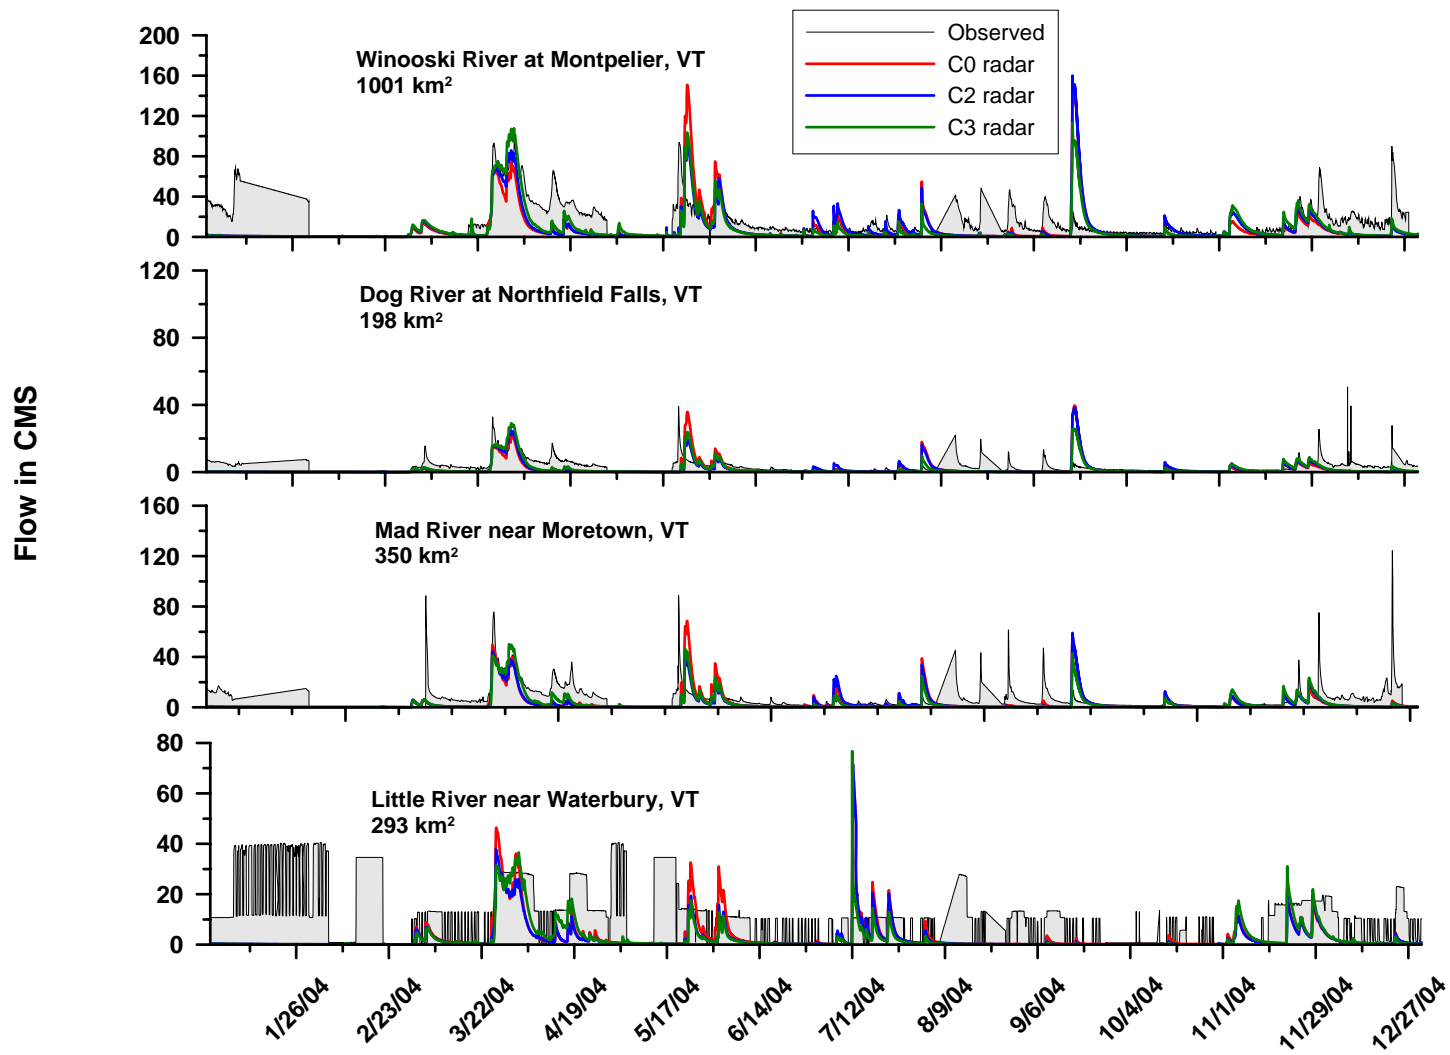 Observed
C0 radar
C2 radar
C3 radar
Flow in CMS
200
160
120
80
40
0
Winooski River at Montpelier, VT
1001 km²
120
80
40
0
Dog River at Northfield Falls, VT
198 km²
160
120
80
40
0
Mad River near Moretown, VT
350 km²
80
60
40
20
0
Little River near Waterbury, VT
293 km²
1/26/04
2/23/04
3/22/04
4/19/04
5/17/04
6/14/04
7/12/04
8/9/04
9/6/04
10/4/04
11/1/04
11/29/04
12/27/04